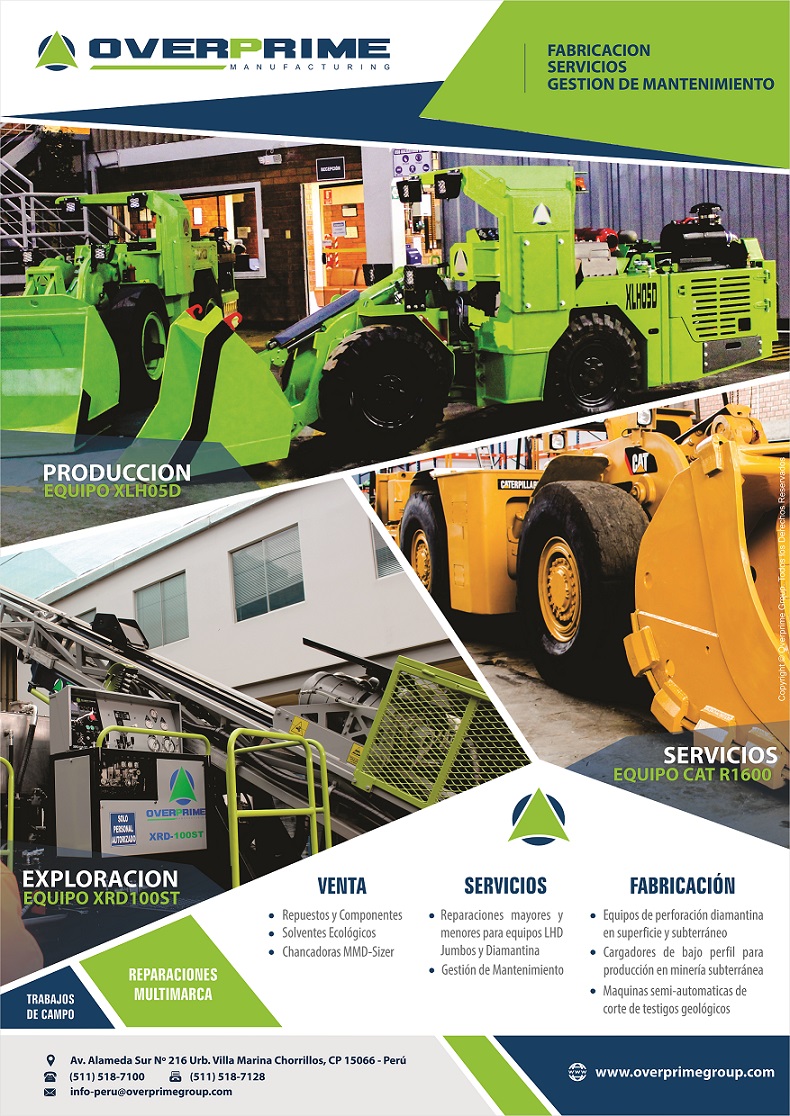 OVERPRIME
MANUFACTURING
FABRICACION
SERVICIOS
GESTION DE MANTENIMIENTO
RECEPCIÓN
XLH05D
PRODUCCION
EQUIPO XLH05D
CATERPILLAR
CAT
Copyright © Overprime Group. Todos los Derechos Reservados
SERVICIOS
EQUIPO CAT R1600
OVERPRIME
XRD-100ST
SOLO
PERSONAL
AUTORIZADO
EXPLORACION
EQUIPO XRD100ST
VENTA
• Repuestos y Componentes
• Solventes Ecológicos
• Chancadoras MMD-Sizer
SERVICIOS
• Reparaciones mayores y
menores para equipos LHD
Jumbos y Diamantina
• Gestión de Mantenimiento
FABRICACIÓN
• Equipos de perforación diamantina
en superficie y subterráneo
• Cargadores de bajo perfil para
producción en minería subterránea
• Maquinas semi-automaticas de
corte de testigos geológicos
REPARACIONES
MULTIMARCA
TRABAJOS
DE CAMPO
Av. Alameda Sur Nº 216 Urb. Villa Marina Chorrillos, CP 15066 - Perú
(511) 518-7100 (511) 518-7128
info-peru@overprimegroup.com
www.overprimegroup.com